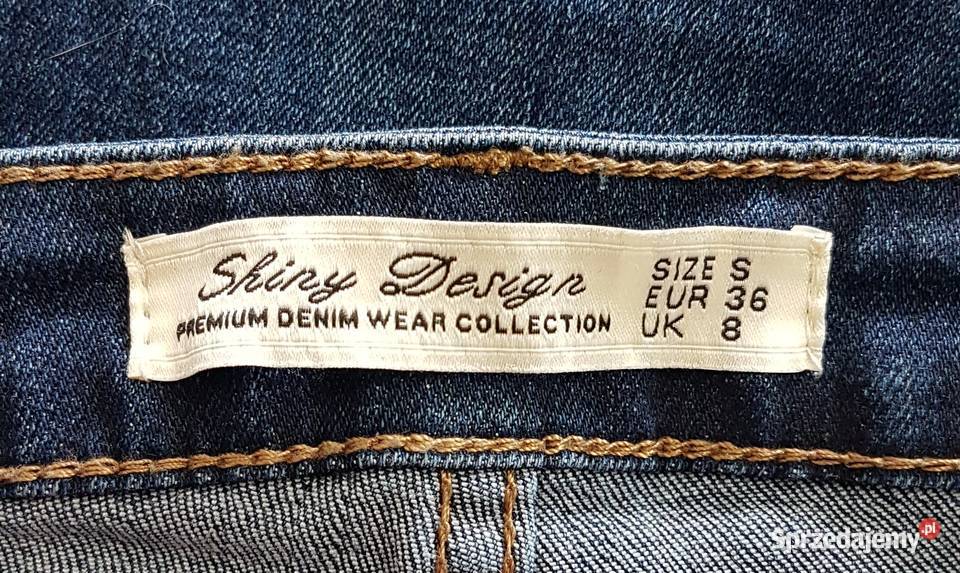 Shiny Design
PREMIUM DENIM WEAR COLLECTION
SIZE S
EUR 36
UK 8
Sprzedajemy.pl